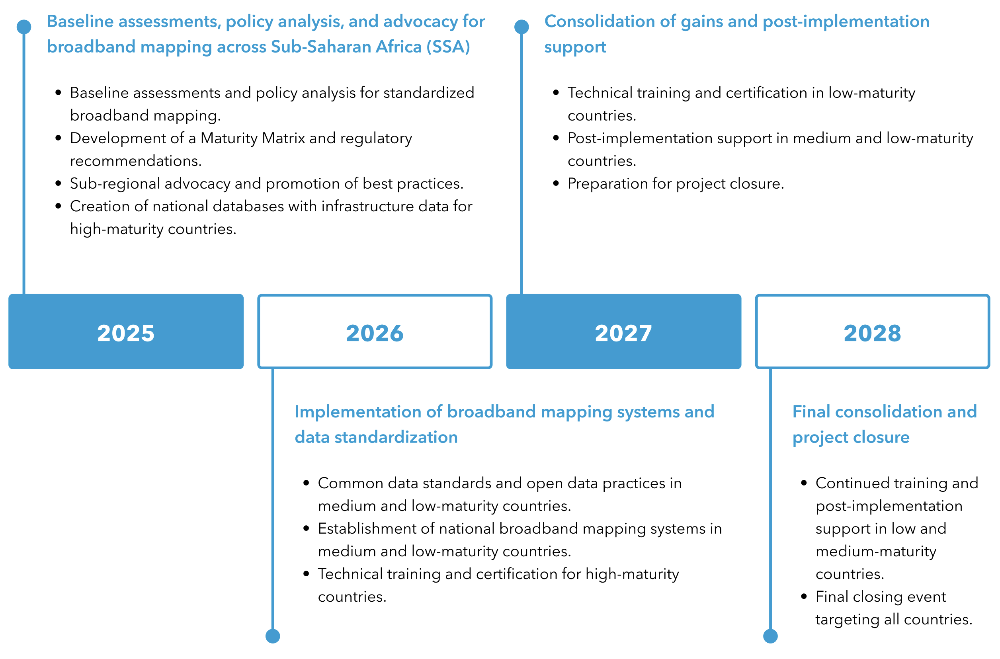 Baseline assessments, policy analysis, and advocacy for
broadband mapping across Sub-Saharan Africa (SSA)
• Baseline assessments and policy analysis for standardized
broadband mapping.
• Development of a Maturity Matrix and regulatory
recommendations.
• Sub-regional advocacy and promotion of best practices.
• Creation of national databases with infrastructure data for
high-maturity countries.
Consolidation of gains and post-implementation
support
• Technical training and certification in low-maturity
countries.
• Post-implementation support in medium and low-maturity
countries.
• Preparation for project closure.
2025
2026
2027
2028
Implementation of broadband mapping systems and
data standardization
• Common data standards and open data practices in
medium and low-maturity countries.
• Establishment of national broadband mapping systems in
medium and low-maturity countries.
• Technical training and certification for high-maturity
countries.
Final consolidation and
project closure
• Continued training and
post-implementation
support in low and
medium-maturity
countries.
• Final closing event
targeting all countries.